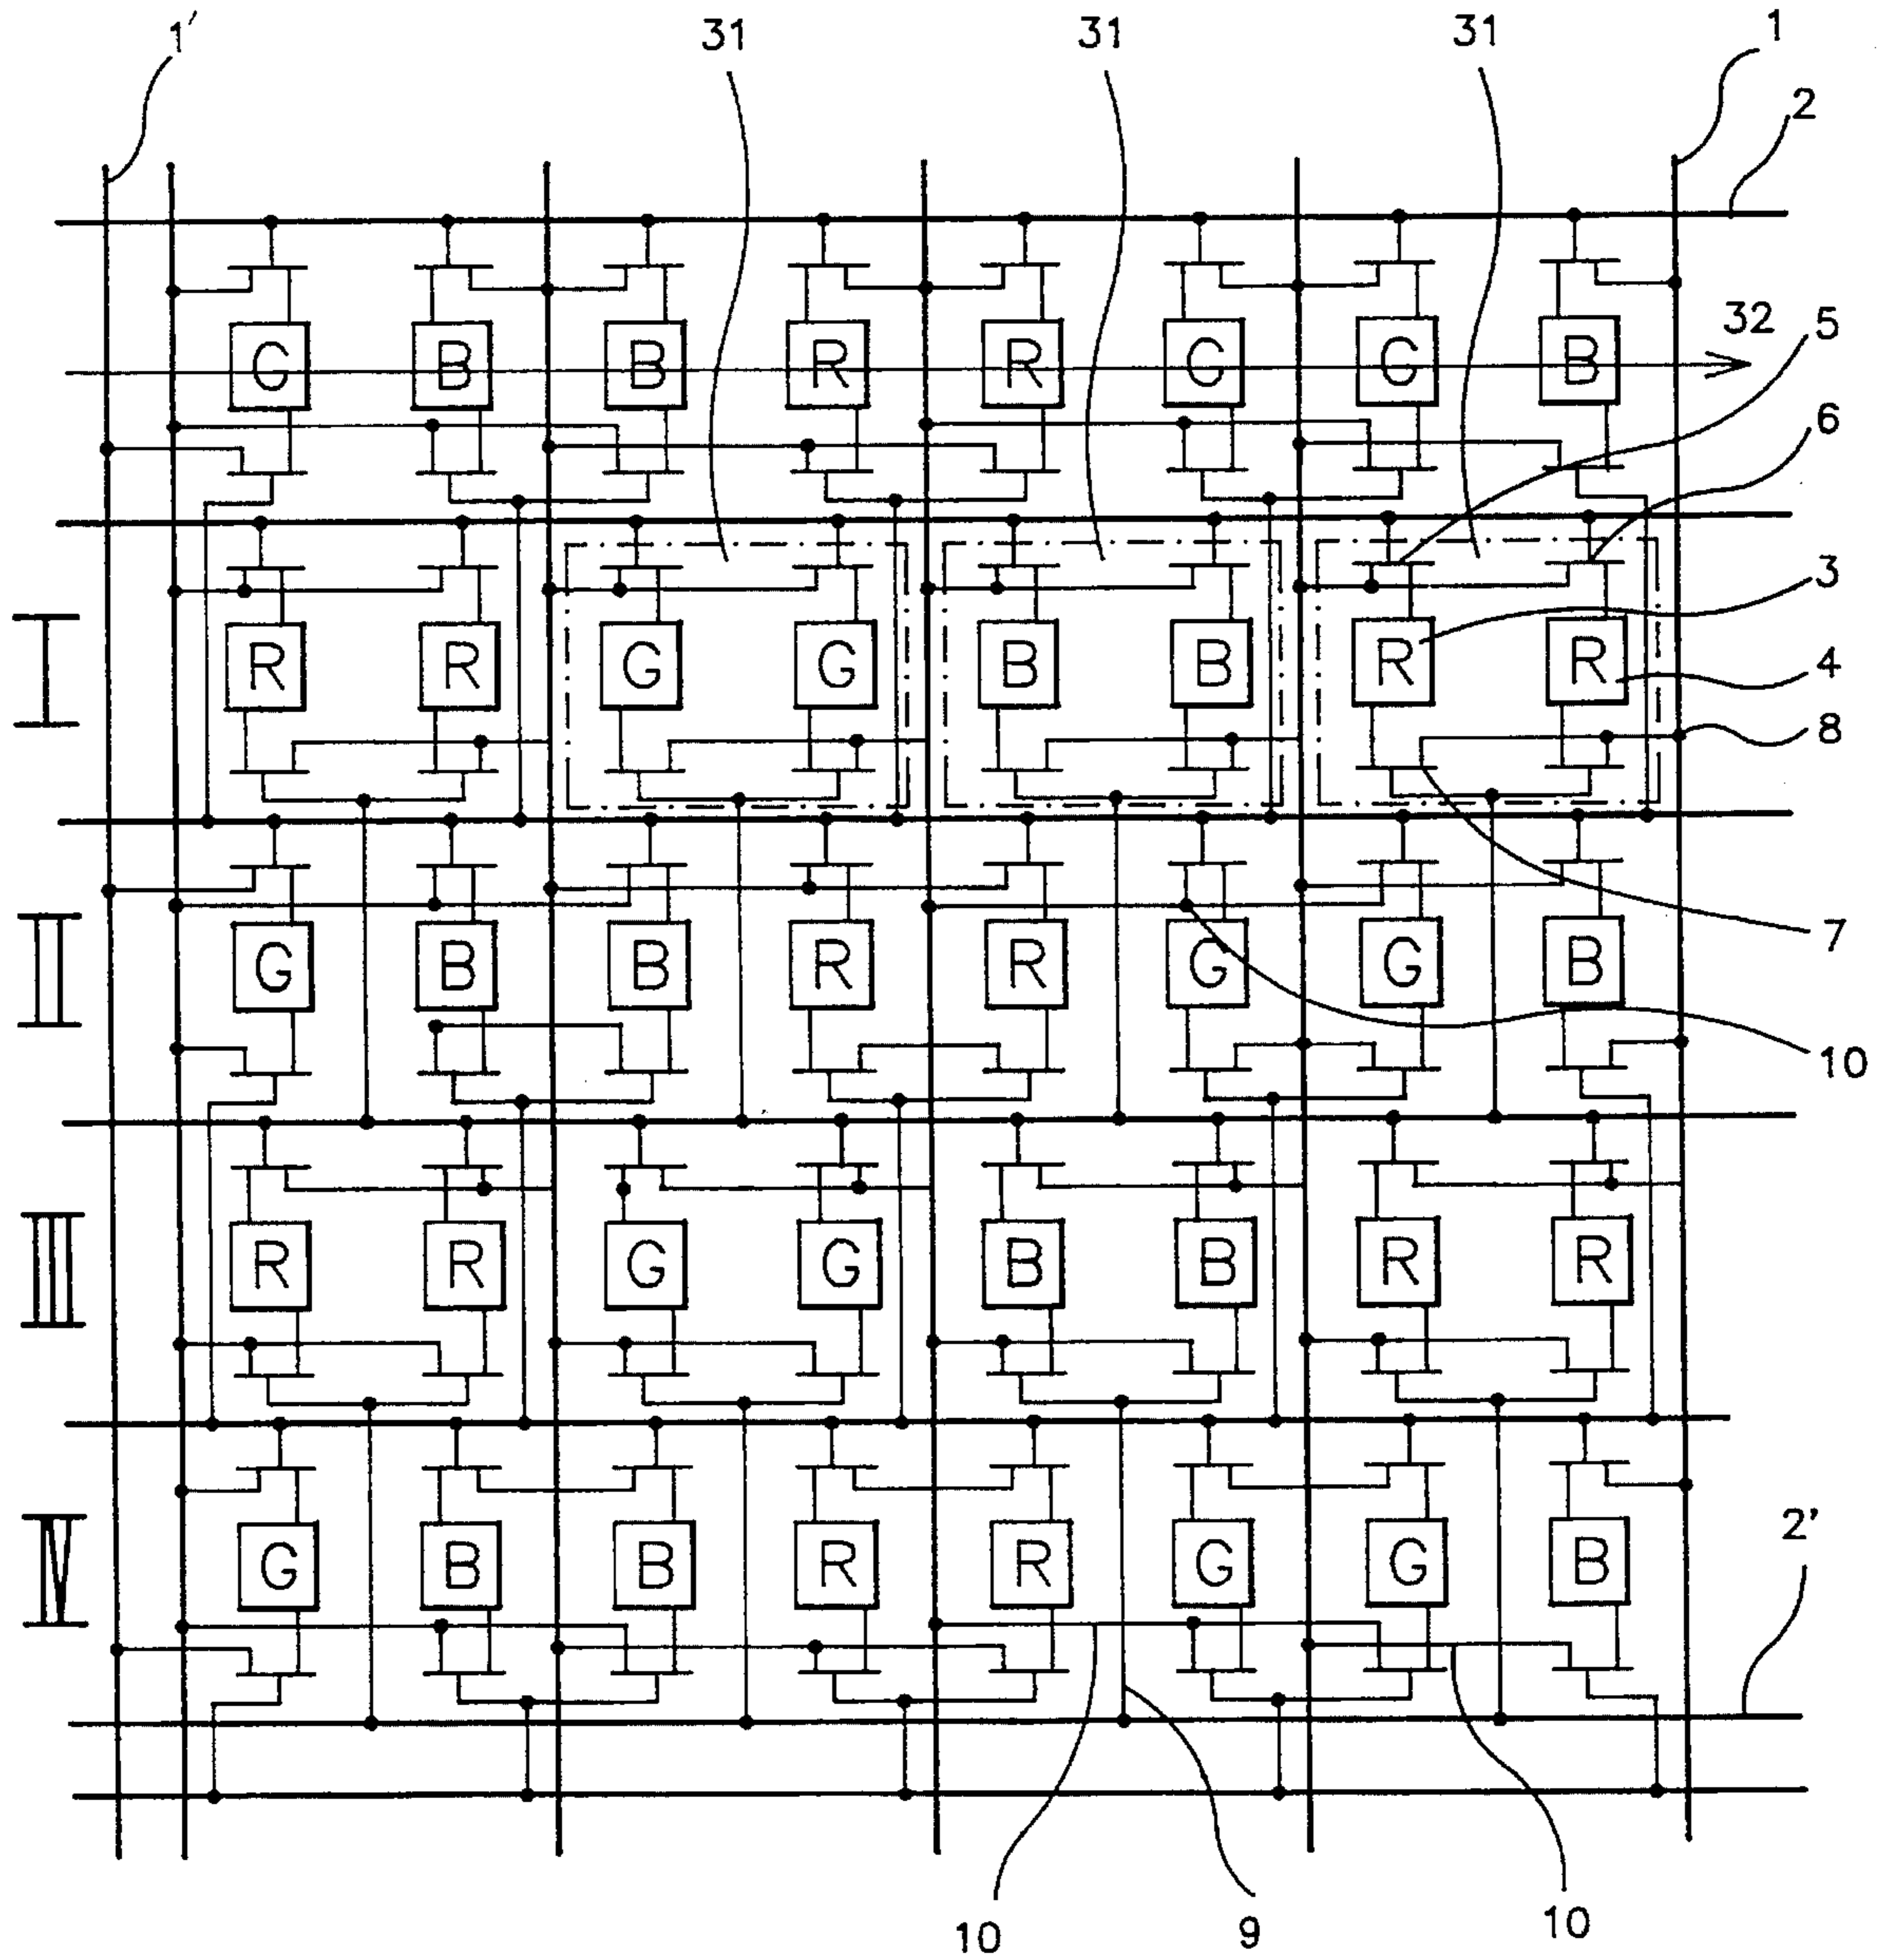 1' 31 31 31 1
2
G B B R R G G B 32 5
6
I R R G G B B R R 3
4
8
II G B B R R G G B 7
10
III R R G G B B R R
IV G B B R R G G B 2'
10 9 10